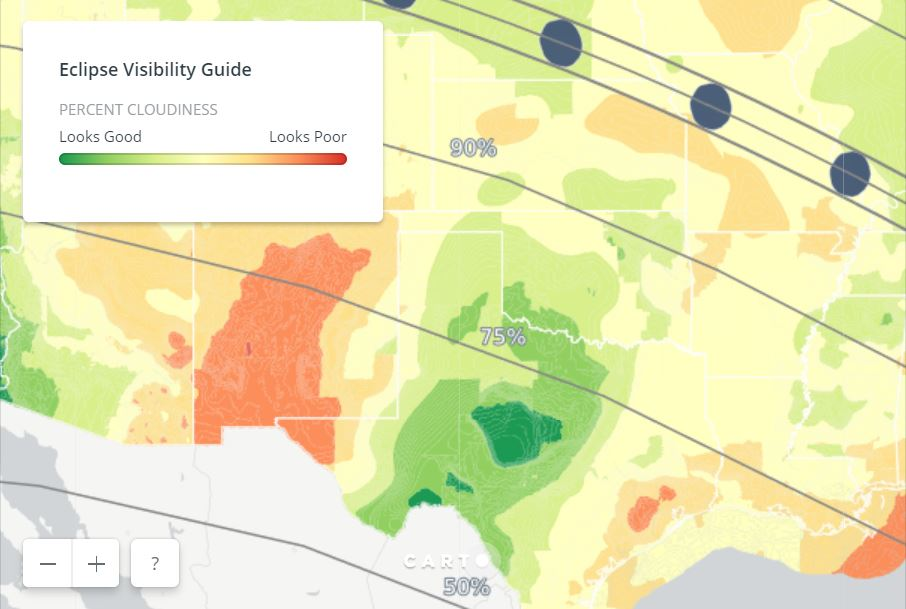 Eclipse Visibility Guide
PERCENT CLOUDINESS
Looks Good Looks Poor
90%
75%
CARTO
50%
− + ?